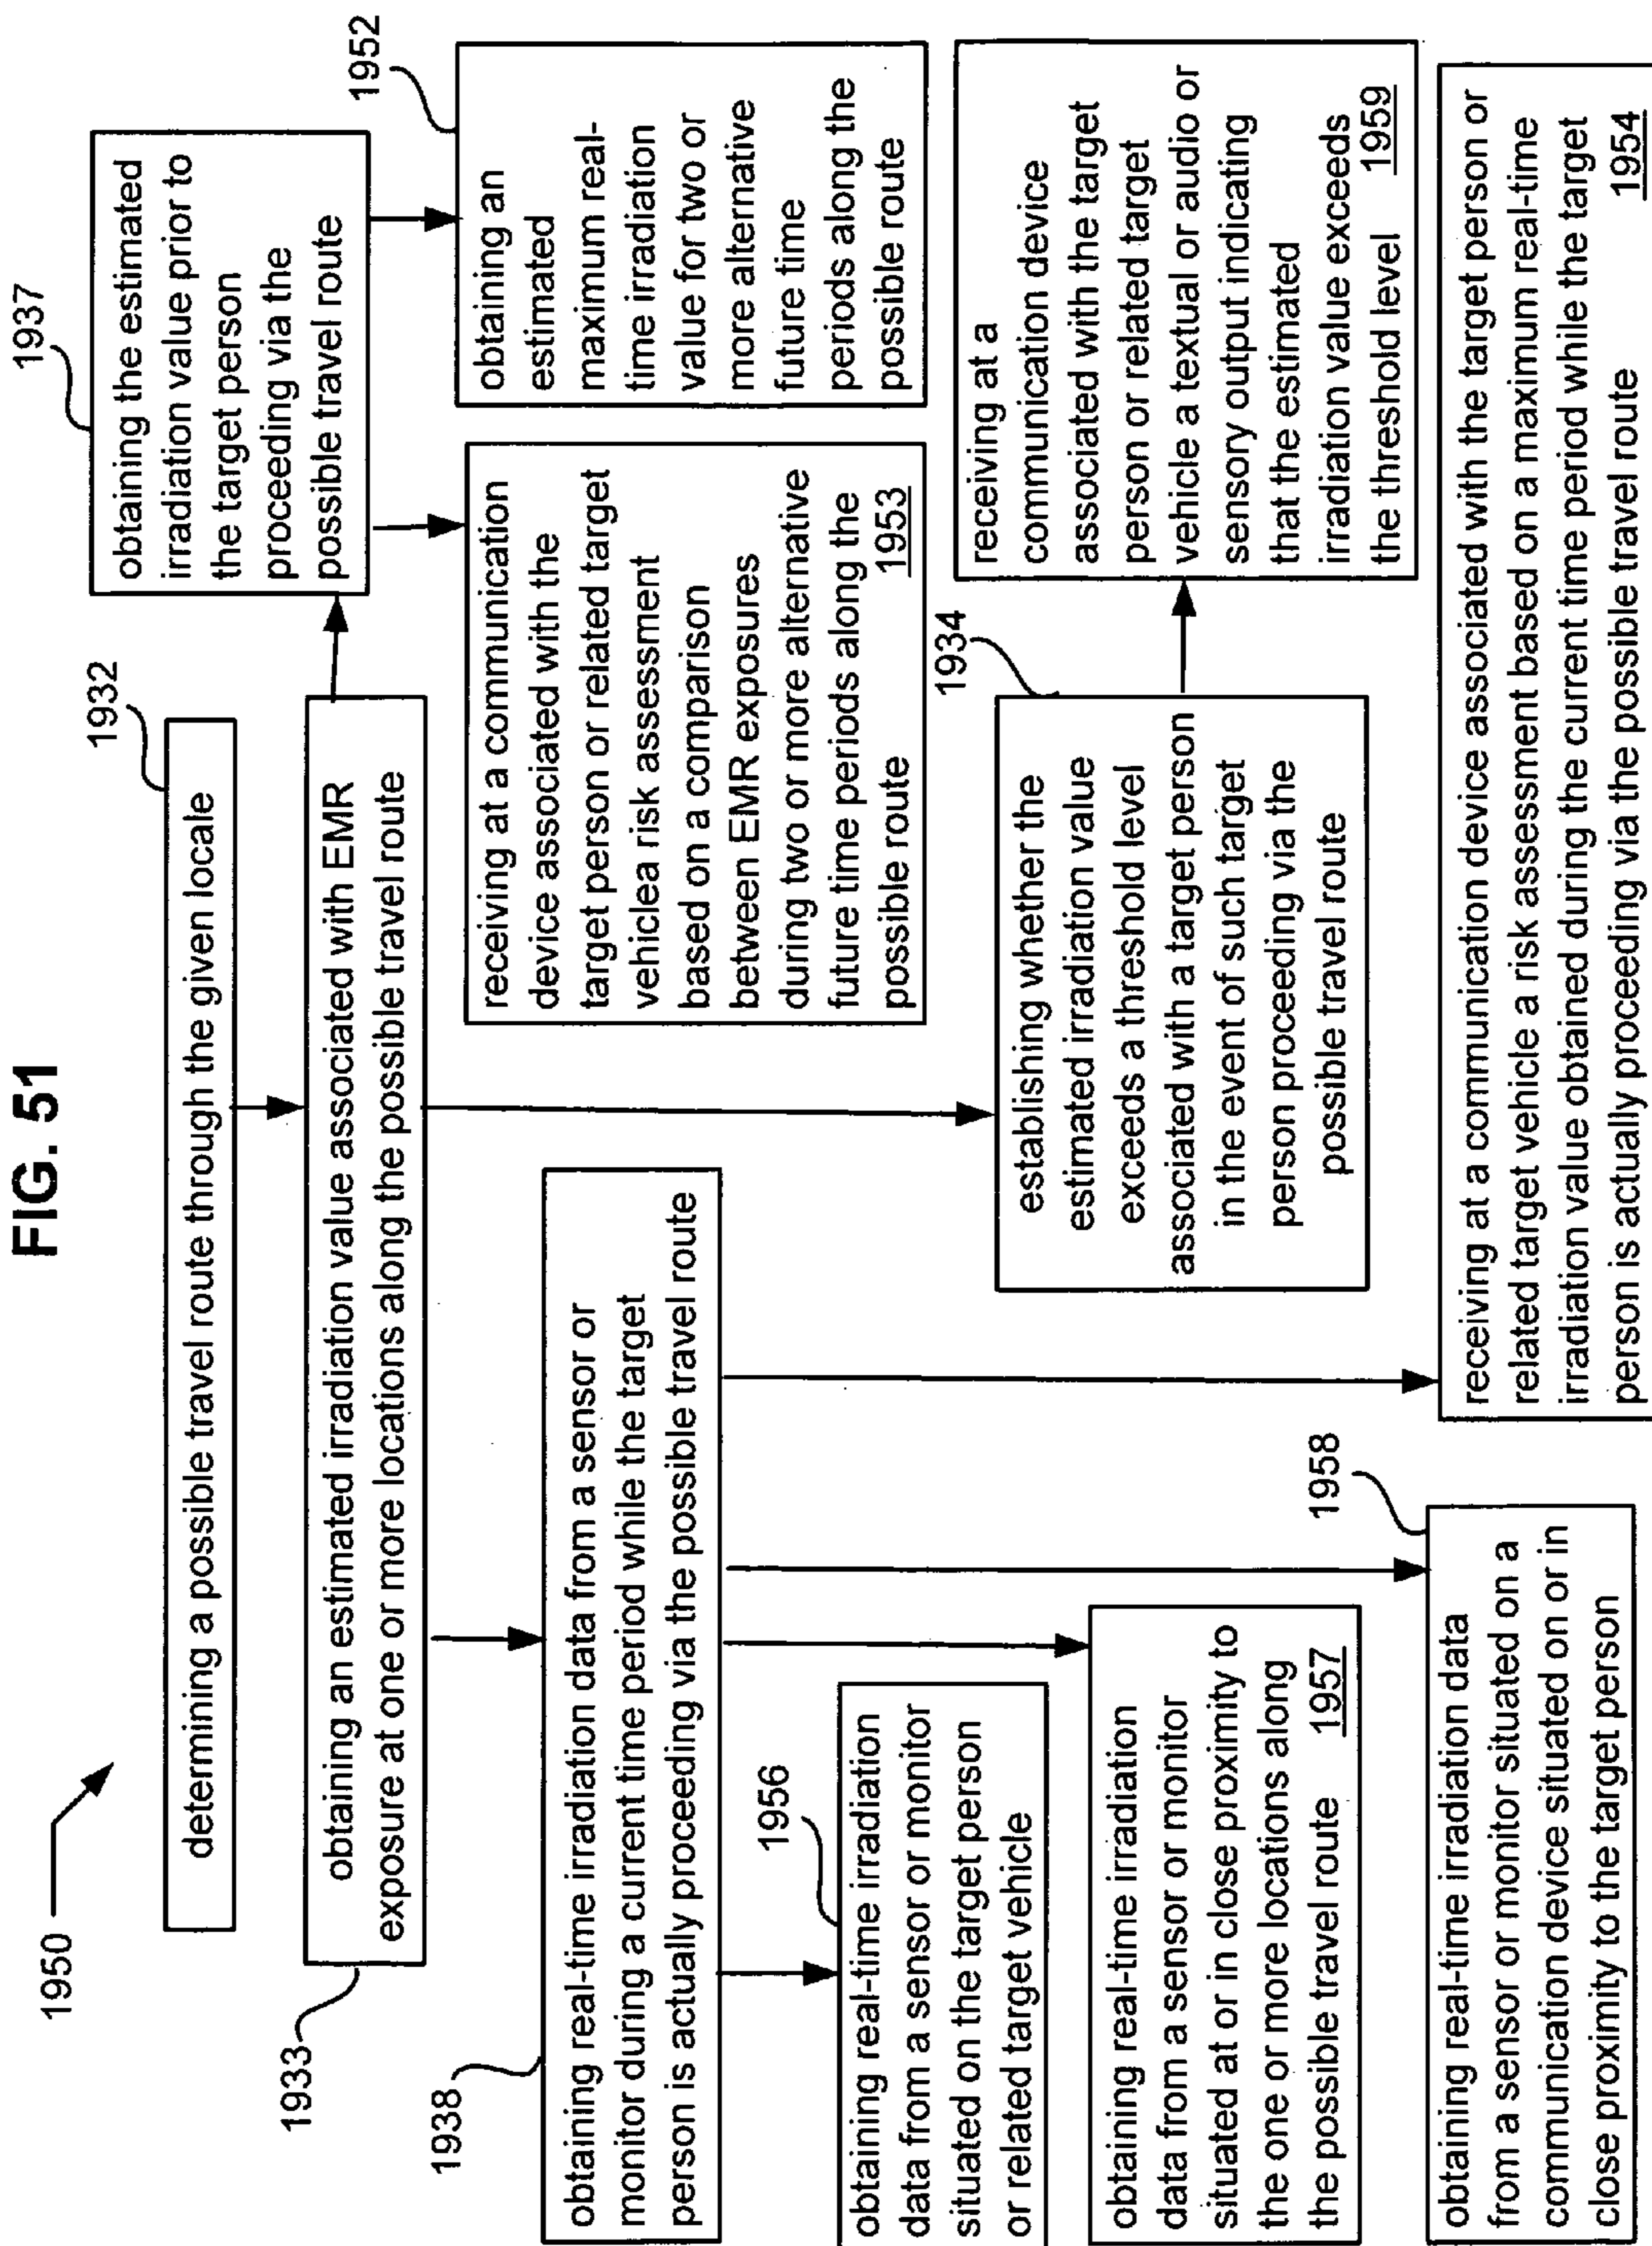 FIG. 51
1950
1932
determining a possible travel route through the given locale
1933
obtaining an estimated irradiation value associated with EMR
exposure at one or more locations along the possible travel route
1937
obtaining the estimated
irradiation value prior to
the target person
proceeding via the
possible travel route
1952
obtaining an
estimated
maximum real-
time irradiation
value for two or
more alternative
future time
periods along the
possible route
receiving at a communication
device associated with the
target person or related target
vehiclea risk assessment
based on a comparison
between EMR exposures
during two or more alternative
future time periods along the
possible route 1953
1938
obtaining real-time irradiation data from a sensor or
monitor during a current time period while the target
person is actually proceeding via the possible travel route
1934
establishing whether the
estimated irradiation value
exceeds a threshold level
associated with a target person
in the event of such target
person proceeding via the
possible travel route
receiving at a
communication device
associated with the target
person or related target
vehicle a textual or audio or
sensory output indicating
that the estimated
irradiation value exceeds
the threshold level 1959
1956
obtaining real-time irradiation
data from a sensor or monitor
situated on the target person
or related target vehicle
obtaining real-time irradiation
data from a sensor or monitor
situated at or in close proximity to
the one or more locations along
the possible travel route 1957
1958
obtaining real-time irradiation data
from a sensor or monitor situated on a
communication device situated on or in
close proximity to the target person
receiving at a communication device associated with the target person or
related target vehicle a risk assessment based on a maximum real-time
irradiation value obtained during the current time period while the target
person is actually proceeding via the possible travel route 1954